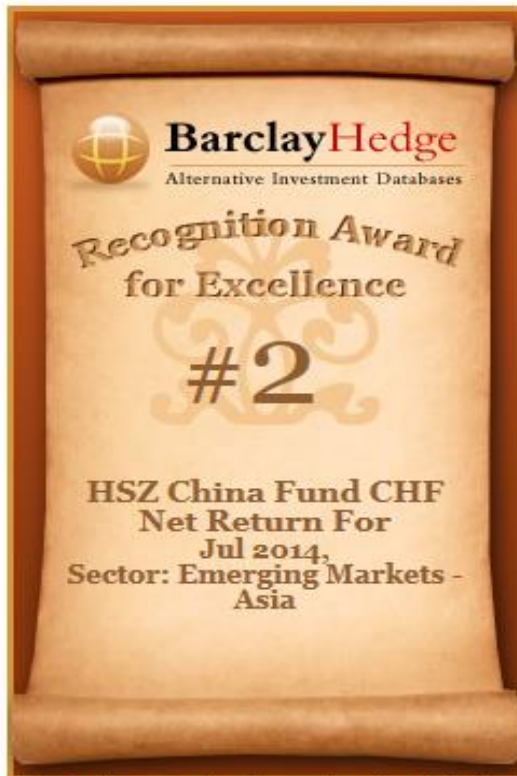 BarclayHedge
Alternative Investment Databases
Recognition Award
for Excellence
#2
HSZ China Fund CHF
Net Return For
Jul 2014,
Sector: Emerging Markets -
Asia